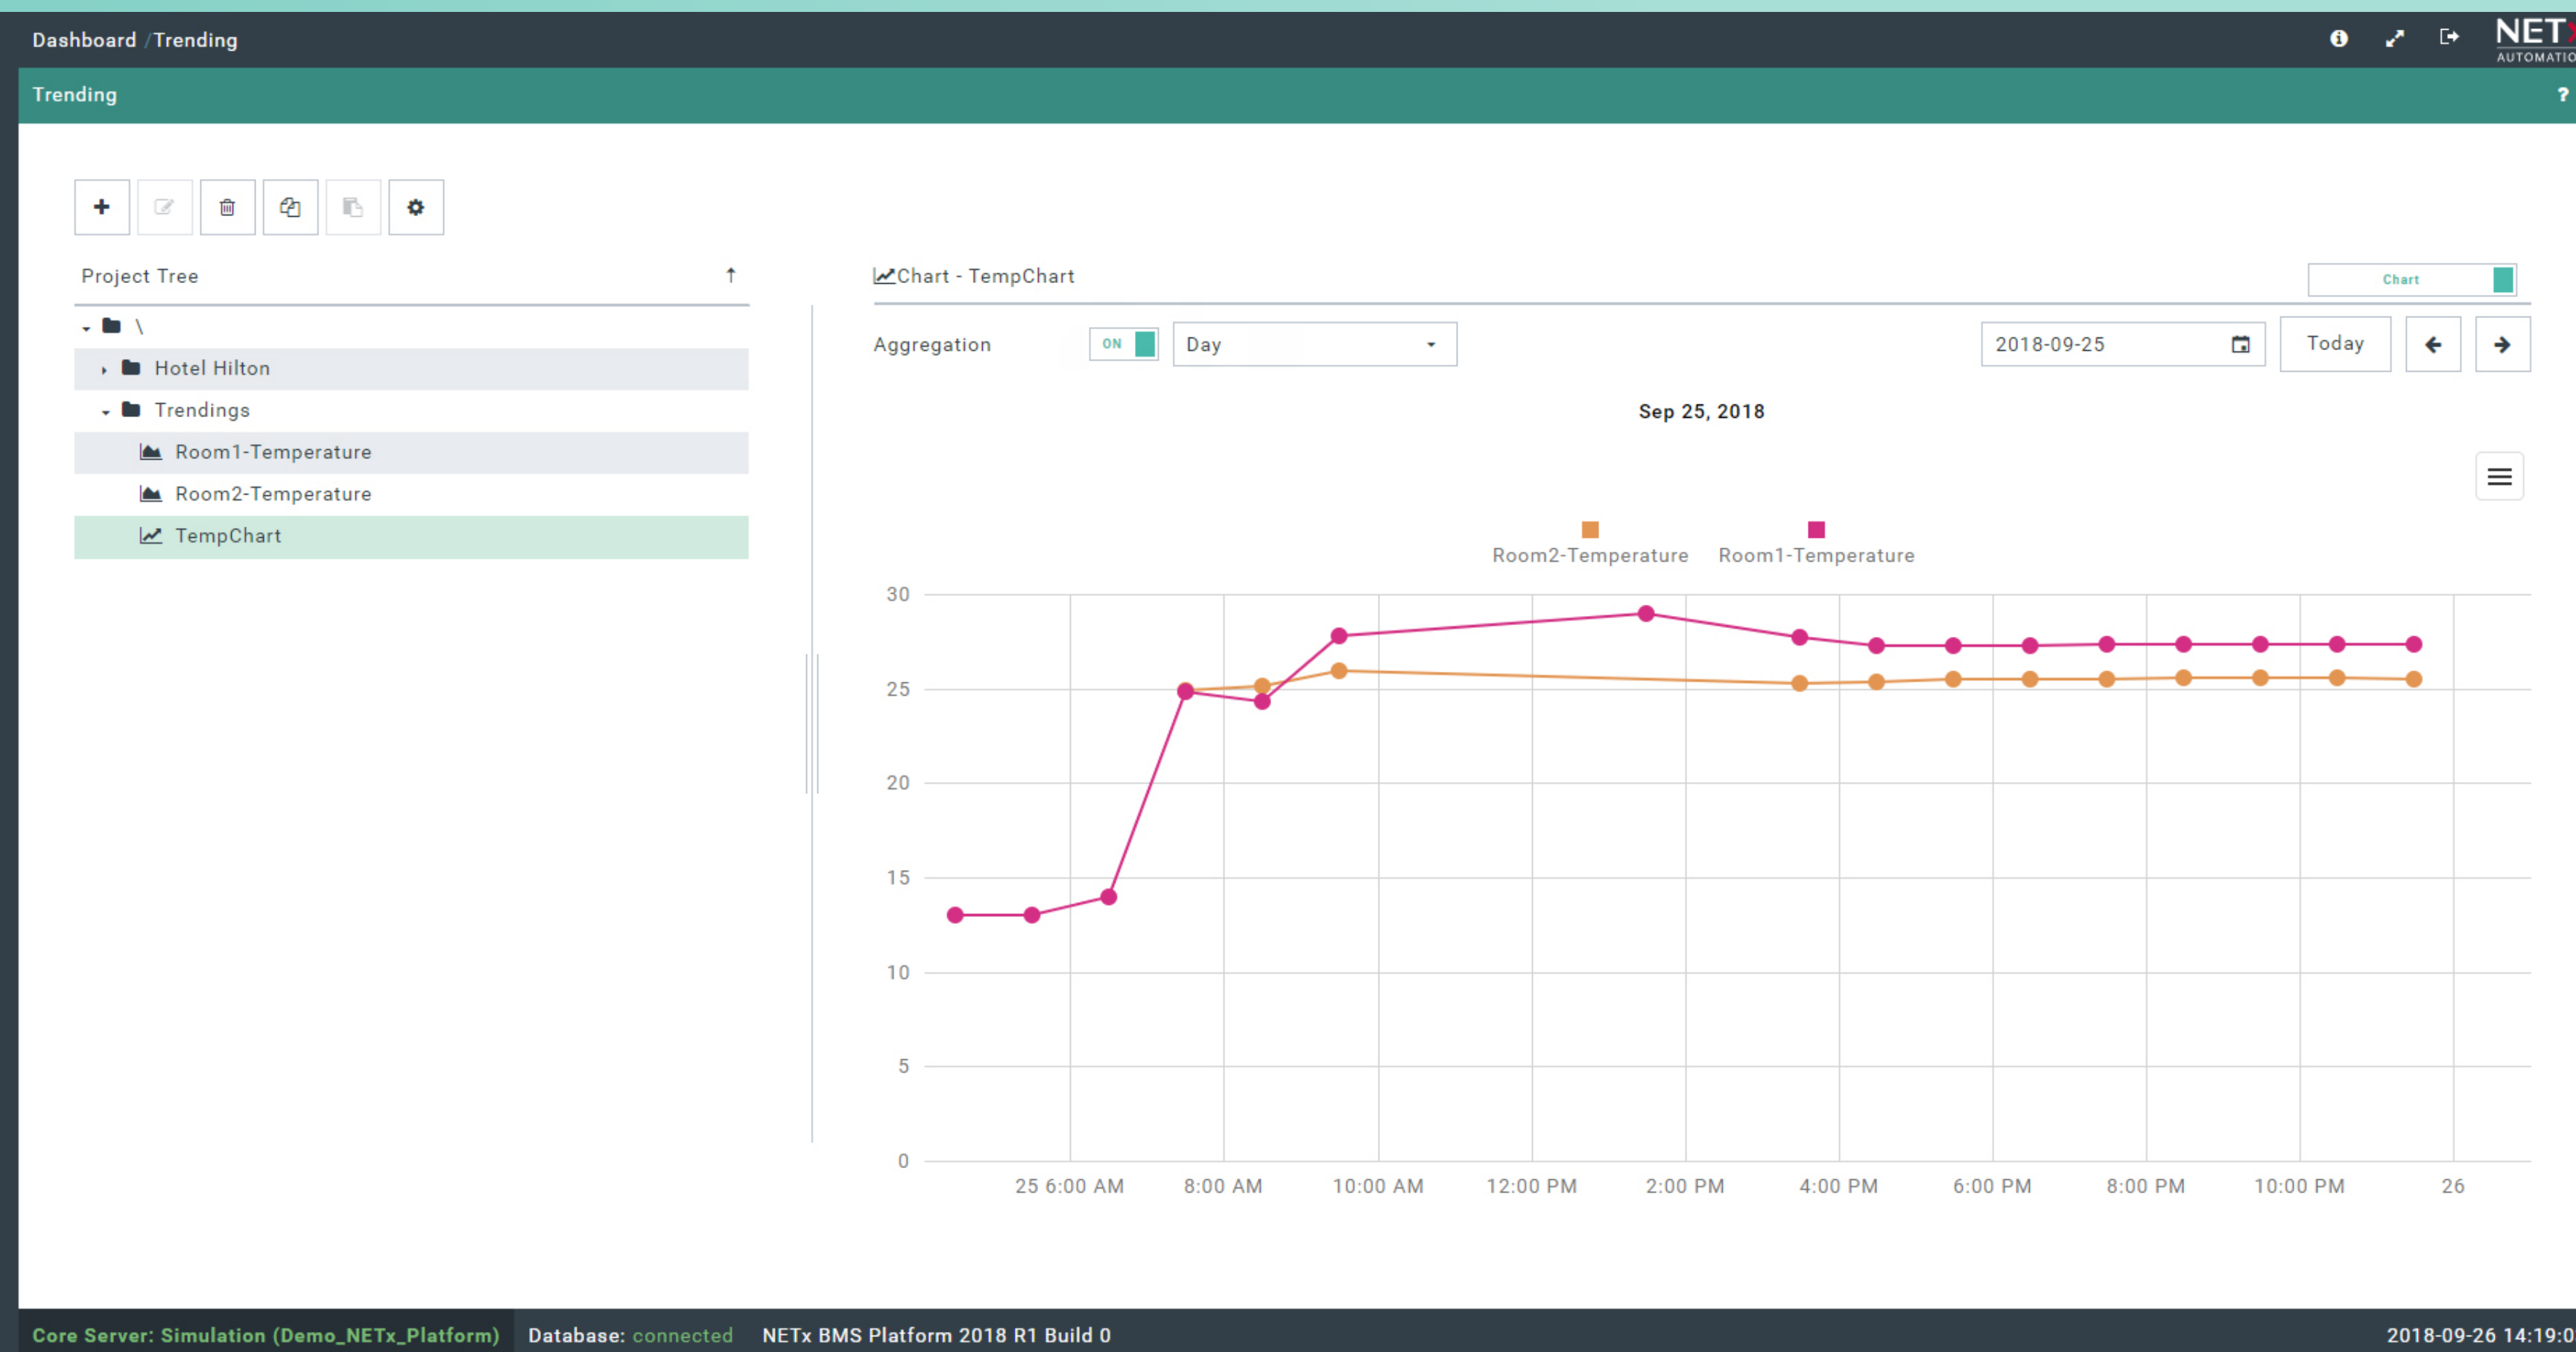 Dashboard /Trending
NETx
AUTOMATIO
Trending
?
Project Tree
\
Hotel Hilton
Trendings
Room1-Temperature
Room2-Temperature
TempChart
Chart - TempChart
Chart
Aggregation ON Day 2018-09-25 Today
Sep 25, 2018
Room2-Temperature Room1-Temperature
30
25
20
15
10
5
0
25 6:00 AM 8:00 AM 10:00 AM 12:00 PM 2:00 PM 4:00 PM 6:00 PM 8:00 PM 10:00 PM 26
Core Server: Simulation (Demo_NETx_Platform) Database: connected NETx BMS Platform 2018 R1 Build 0 2018-09-26 14:19:0